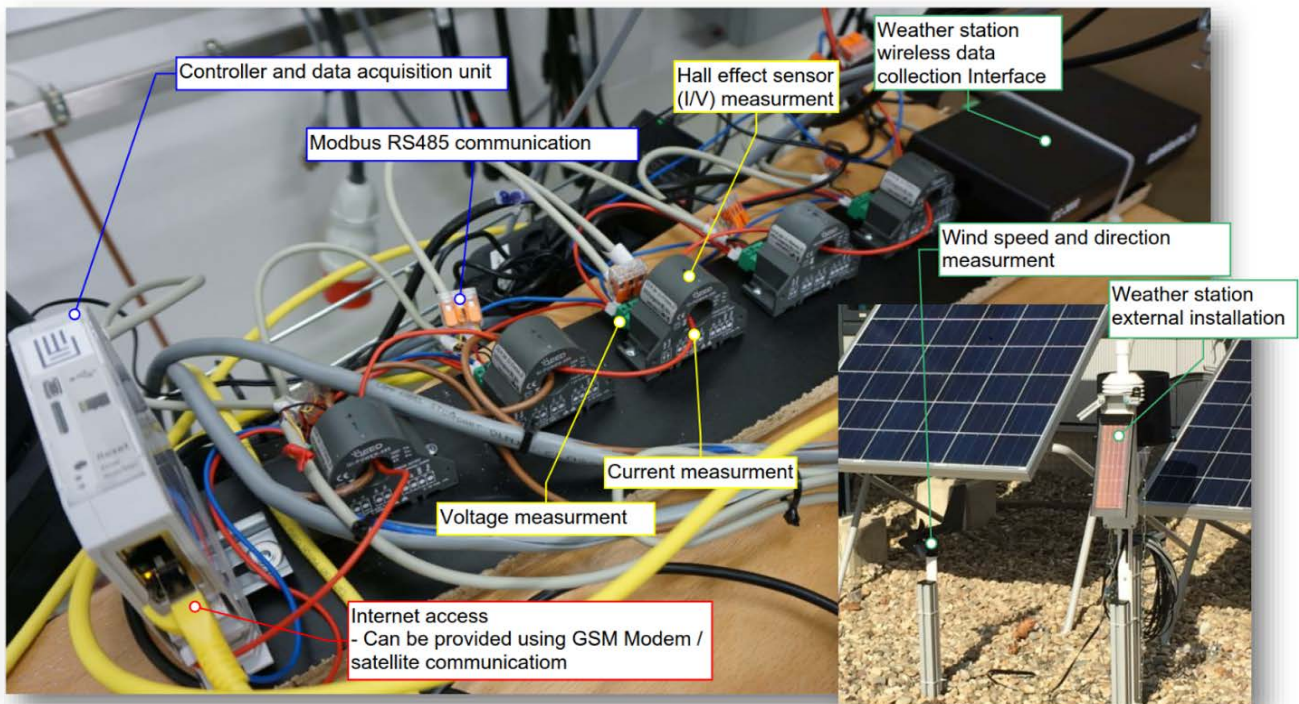 Controller and data acquisition unit
Modbus RS485 communication
Hall effect sensor
(I/V) measurment
Weather station
wireless data
collection Interface
Wind speed and direction
measurment
Weather station
external installation
Current measurment
Voltage measurment
Internet access
- Can be provided using GSM Modem /
satellite communicatiom
Reset